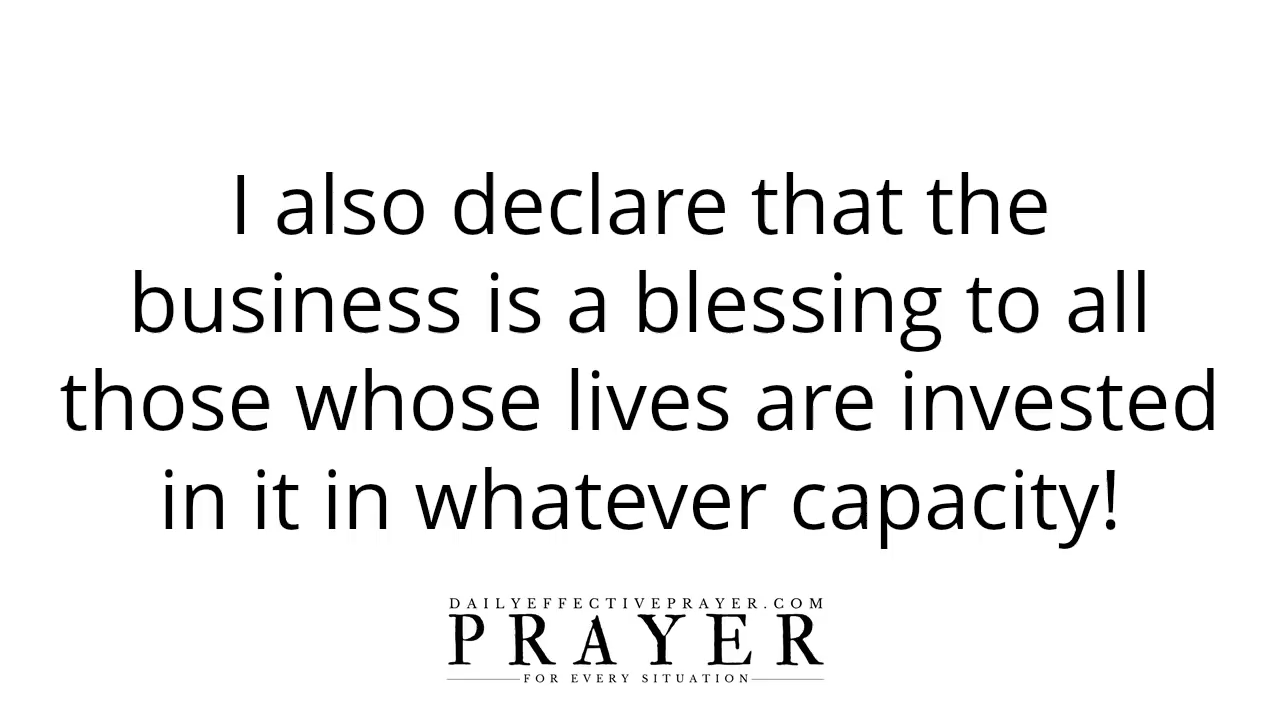 I also declare that the
business is a blessing to all
those whose lives are invested
in it in whatever capacity!
DAILYEFFECTIVEPRAYER.COM
PRAYER
FOR EVERY SITUATION